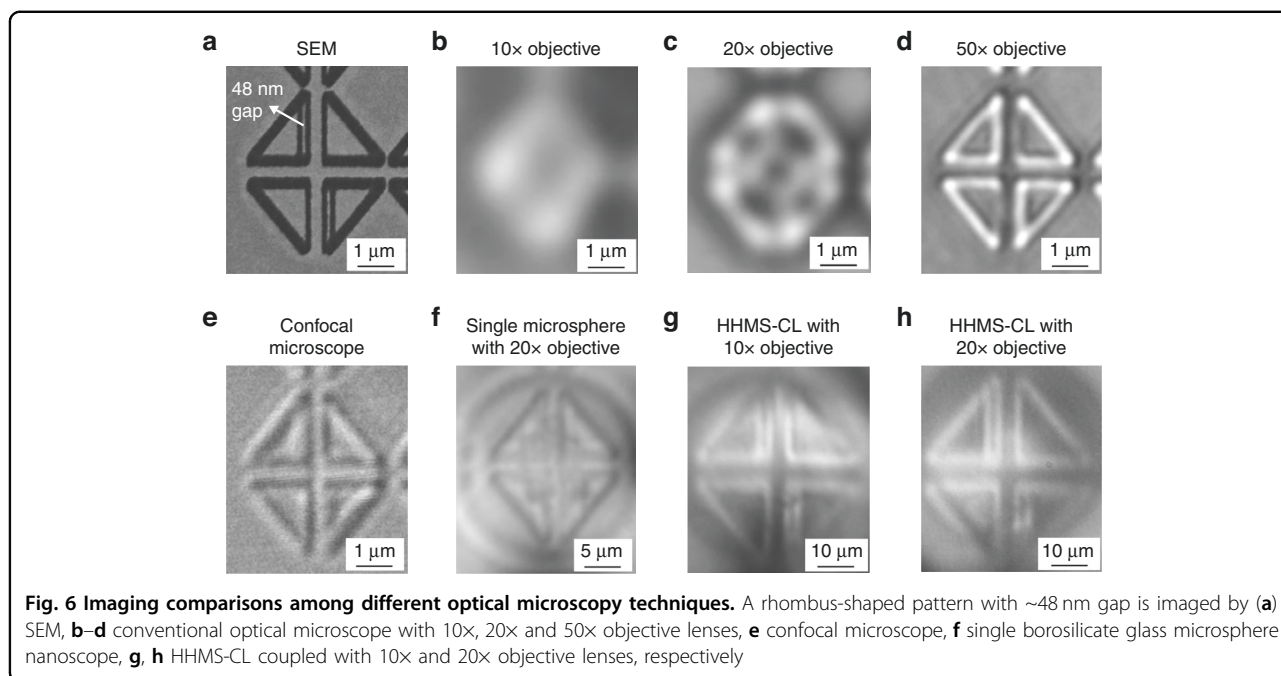 a
SEM
48 nm
gap
1 μm
b
10× objective
1 μm
c
20× objective
1 μm
d
50× objective
1 μm
e
Confocal
microscope
1 μm
f
Single microsphere
with 20× objective
5 μm
g
HHMS-CL with
10× objective
10 μm
h
HHMS-CL with
20× objective
10 μm
Fig. 6 Imaging comparisons among different optical microscopy techniques. A rhombus-shaped pattern with ~48 nm gap is imaged by (a)
SEM, b–d conventional optical microscope with 10×, 20× and 50× objective lenses, e confocal microscope, f single borosilicate glass microsphere
nanoscope, g, h HHMS-CL coupled with 10× and 20× objective lenses, respectively